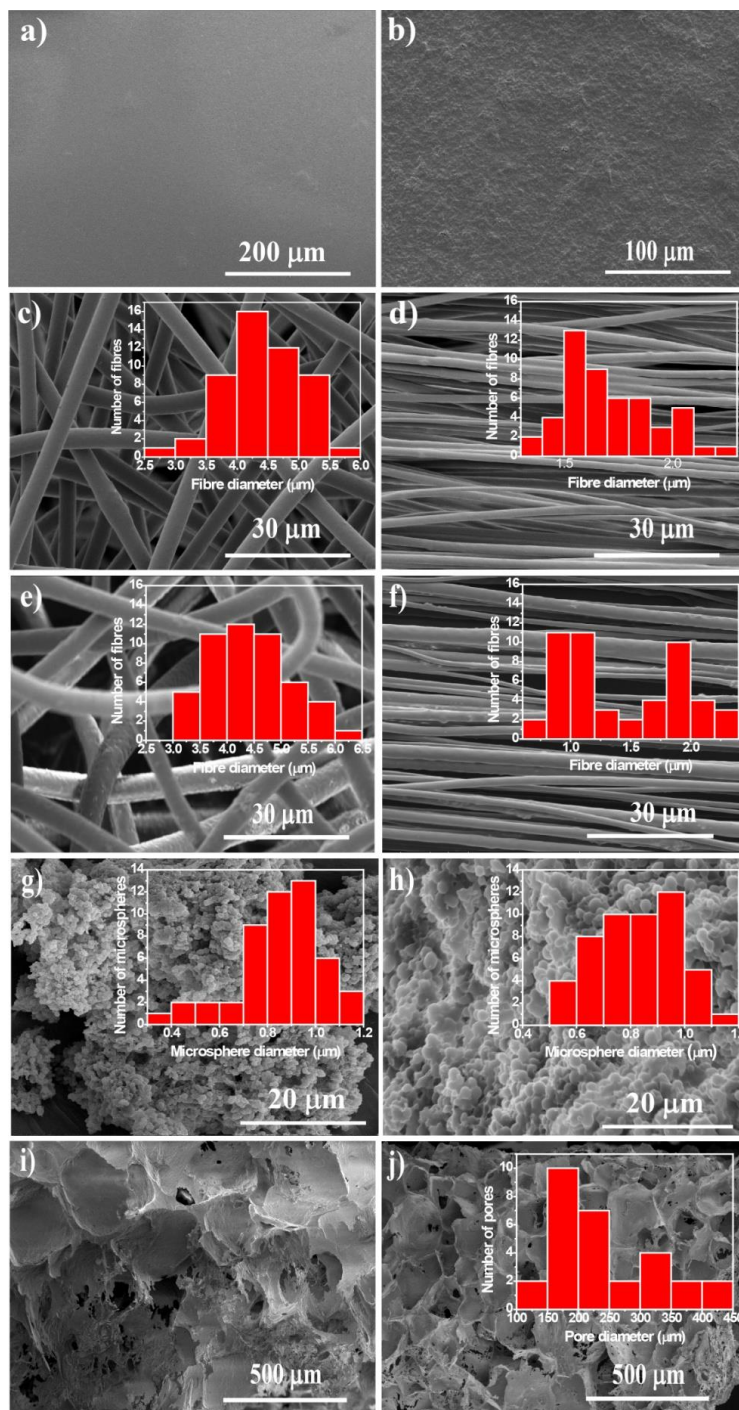 a)
200 μm
b)
100 μm
c)
Number of fibres
16
14
12
10
8
6
4
2
0
2.5 3.0 3.5 4.0 4.5 5.0 5.5 6.0
Fibre diameter (μm)
30 μm
d)
Number of fibres
16
14
12
10
8
6
4
2
0
1.5 2.0
Fibre diameter (μm)
30 μm
e)
Number of fibres
16
14
12
10
8
6
4
2
0
2.5 3.0 3.5 4.0 4.5 5.0 5.5 6.0 6.5
Fibre diameter (μm)
30 μm
f)
Number of fibres
16
14
12
10
8
6
4
2
0
1.0 1.5 2.0
Fibre diameter (μm)
30 μm
g)
Number of microspheres
14
12
10
8
6
4
2
0
0.4 0.6 0.8 1.0 1.2
Microsphere diameter (μm)
20 μm
h)
Number of microspheres
14
12
10
8
6
4
2
0
0.4 0.6 0.8 1.0 1.2
Microsphere diameter (μm)
20 μm
i)
500 μm
j)
Number of pores
10
8
6
4
2
0
100 150 200 250 300 350 400 450
Pore diameter (μm)
500 μm